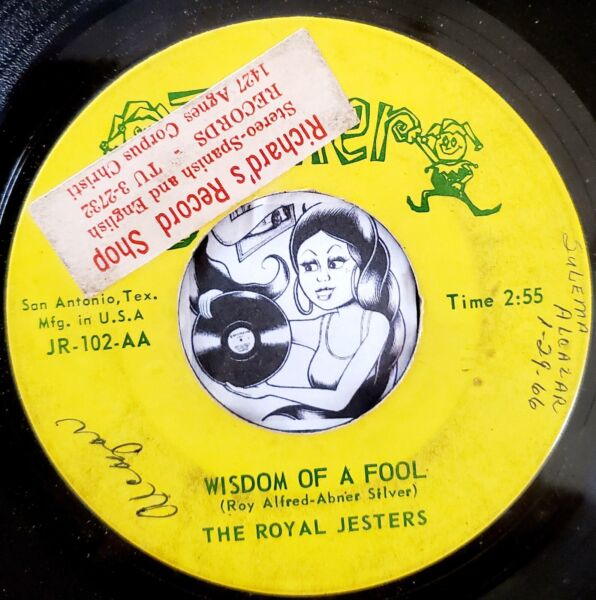 Richard's Record Shop
Stereo-Spanish and English
RECORDS - TU 3-2732
1427 Agnes Corpus Christi
San Antonio, Tex.
Mfg. in U.S.A
JR-102-AA
Time 2:55
SULEMA
ALCAZAR
1-29-66
WISDOM OF A FOOL
(Roy Alfred-Abner Silver)
THE ROYAL JESTERS